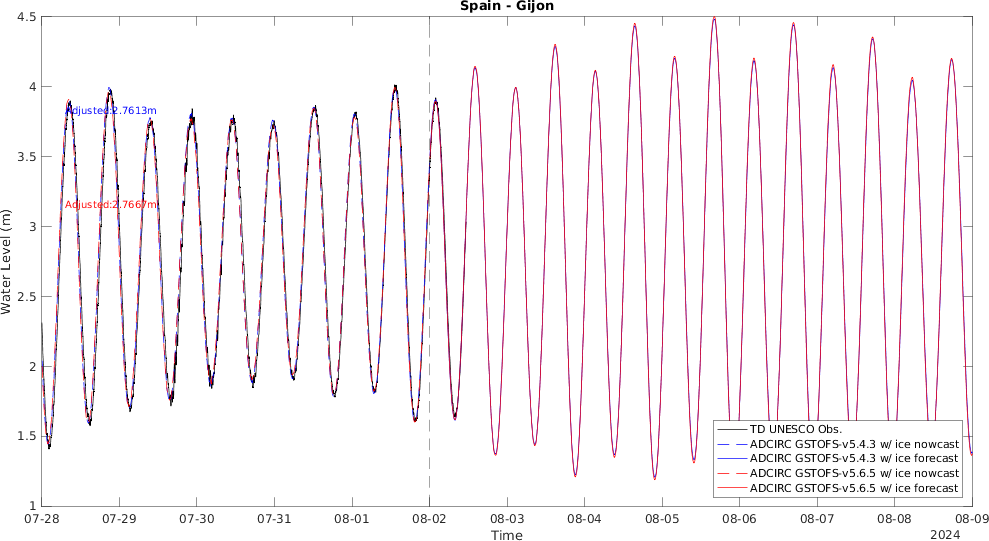 Spain - Gijon
Water Level (m)
4.5
4
3.5
3
2.5
2
1.5
1
Adjusted:2.7613m
Adjusted:2.7667m
TD UNESCO Obs.
ADCIRC GSTOFS-v5.4.3 w/ ice nowcast
ADCIRC GSTOFS-v5.4.3 w/ ice forecast
ADCIRC GSTOFS-v5.6.5 w/ ice nowcast
ADCIRC GSTOFS-v5.6.5 w/ ice forecast
07-28 07-29 07-30 07-31 08-01 08-02 08-03 08-04 08-05 08-06 08-07 08-08 08-09
Time
2024